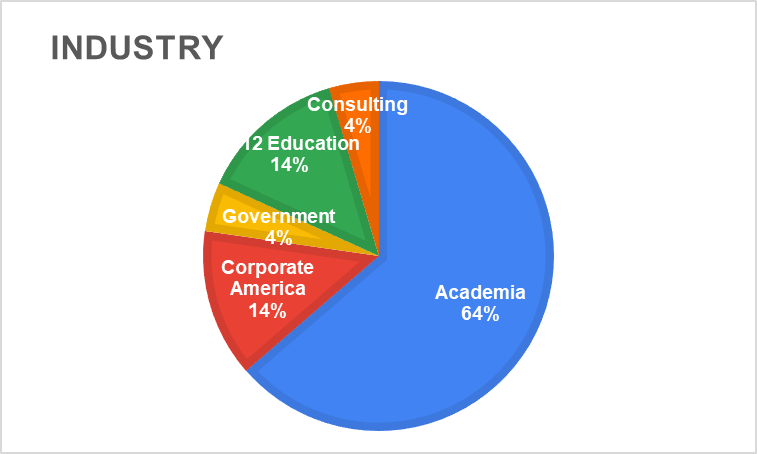 INDUSTRY
Consulting
4%
12 Education
14%
Government
4%
Corporate
America
14%
Academia
64%